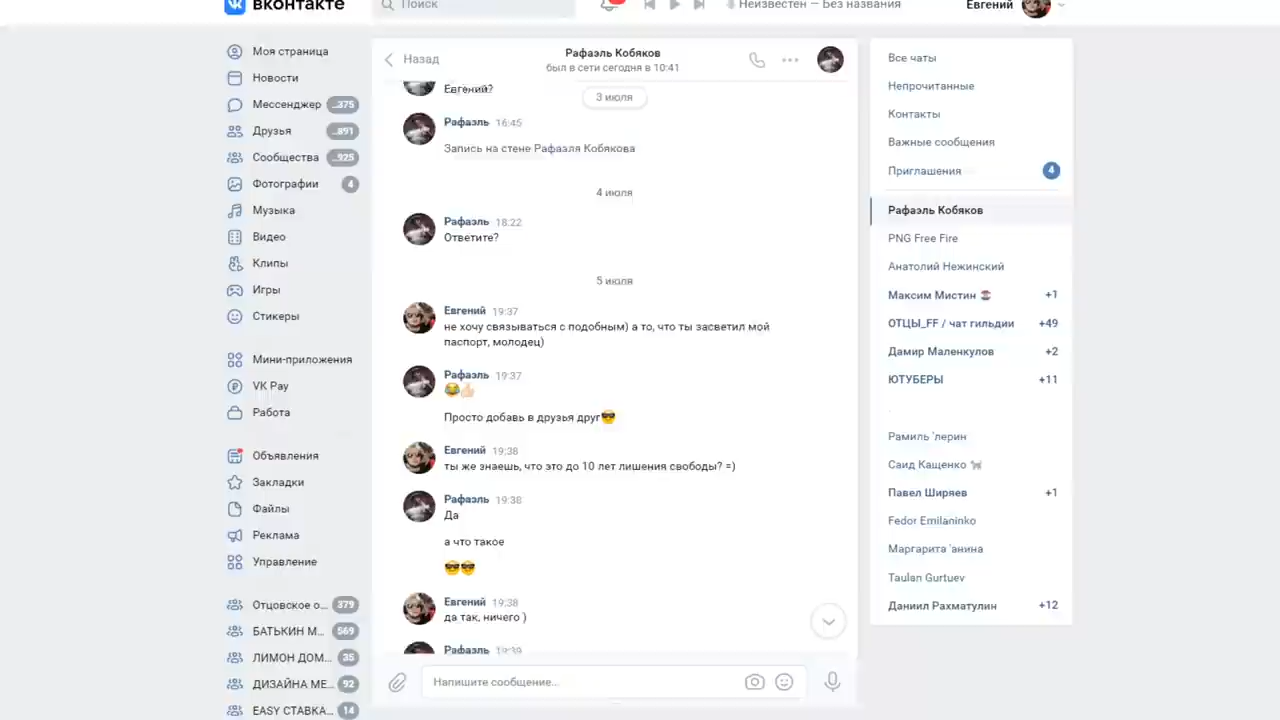 вконтакте
Поиск
Неизвестен — Без названия
Евгений
Моя страница
Новости
Мессенджер ..375
Друзья ..891
Сообщества ..925
Фотографии 4
Музыка
Видео
Клипы
Игры
Стикеры
Мини-приложения
VK Pay
Работа
Объявления
Закладки
Файлы
Реклама
Управление
Отцовское о... 379
БАТЬКИН М... 569
ЛИМОН ДОМ... 35
ДИЗАЙНА МЕ... 92
EASY СТАВКА... 14
Назад
Рафаэль Кобяков
был в сети сегодня в 10:41
Евгений?
3 июля
Рафаэль 16:45
Запись на стене Рафаэля Кобякова
4 июля
Рафаэль 18:22
Ответите?
5 июля
Евгений 19:37
не хочу связываться с подобным) а то, что ты засветил мой
паспорт, молодец)
Рафаэль 19:37
😂👍🏻
Просто добавь в друзья друг😎
Евгений 19:38
ты же знаешь, что это до 10 лет лишения свободы? =)
Рафаэль 19:38
Да
а что такое
😎😎
Евгений 19:38
да так, ничего )
Рафаэль 19:39
Напишите сообщение...
Все чаты
Непрочитанные
Контакты
Важные сообщения
Приглашения 4
Рафаэль Кобяков
PNG Free Fire
Анатолий Нежинский
Максим Мистин +1
ОТЦЫ_FF / чат гильдии +49
Дамир Маленкулов +2
ЮТУБЕРЫ +11
.
Рамиль 'лерин
Саид Кащенко
Павел Ширяев +1
Fedor Emilaninko
Маргарита 'анина
Taulan Gurtuev
Даниил Рахматулин +12